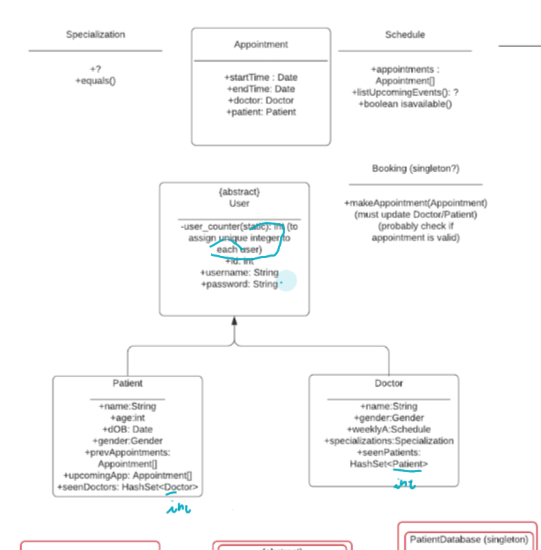 Specialization
+?
+equals()
Appointment
+startTime : Date
+endTime: Date
+doctor: Doctor
+patient: Patient
Schedule
+appointments :
Appointment[]
+listUpcomingEvents(): ?
+boolean isavailable()
Booking (singleton?)
+makeAppointment(Appointment)
(must update Doctor/Patient)
(probably check if
appointment is valid)
{abstract}
User
-user_counter(static): int (to
assign unique integer to
each user)
+id: int
+username: String
+password: String
Patient
+name:String
+age:int
+dOB: Date
+gender:Gender
+prevAppointments:
Appointment[]
+upcomingApp: Appointment[]
+seenDoctors: HashSet<Doctor>
int
Doctor
+name:String
+gender:Gender
+weeklyA:Schedule
+specializations:Specialization
+seenPatients:
HashSet<Patient>
int
PatientDatabase (singleton)